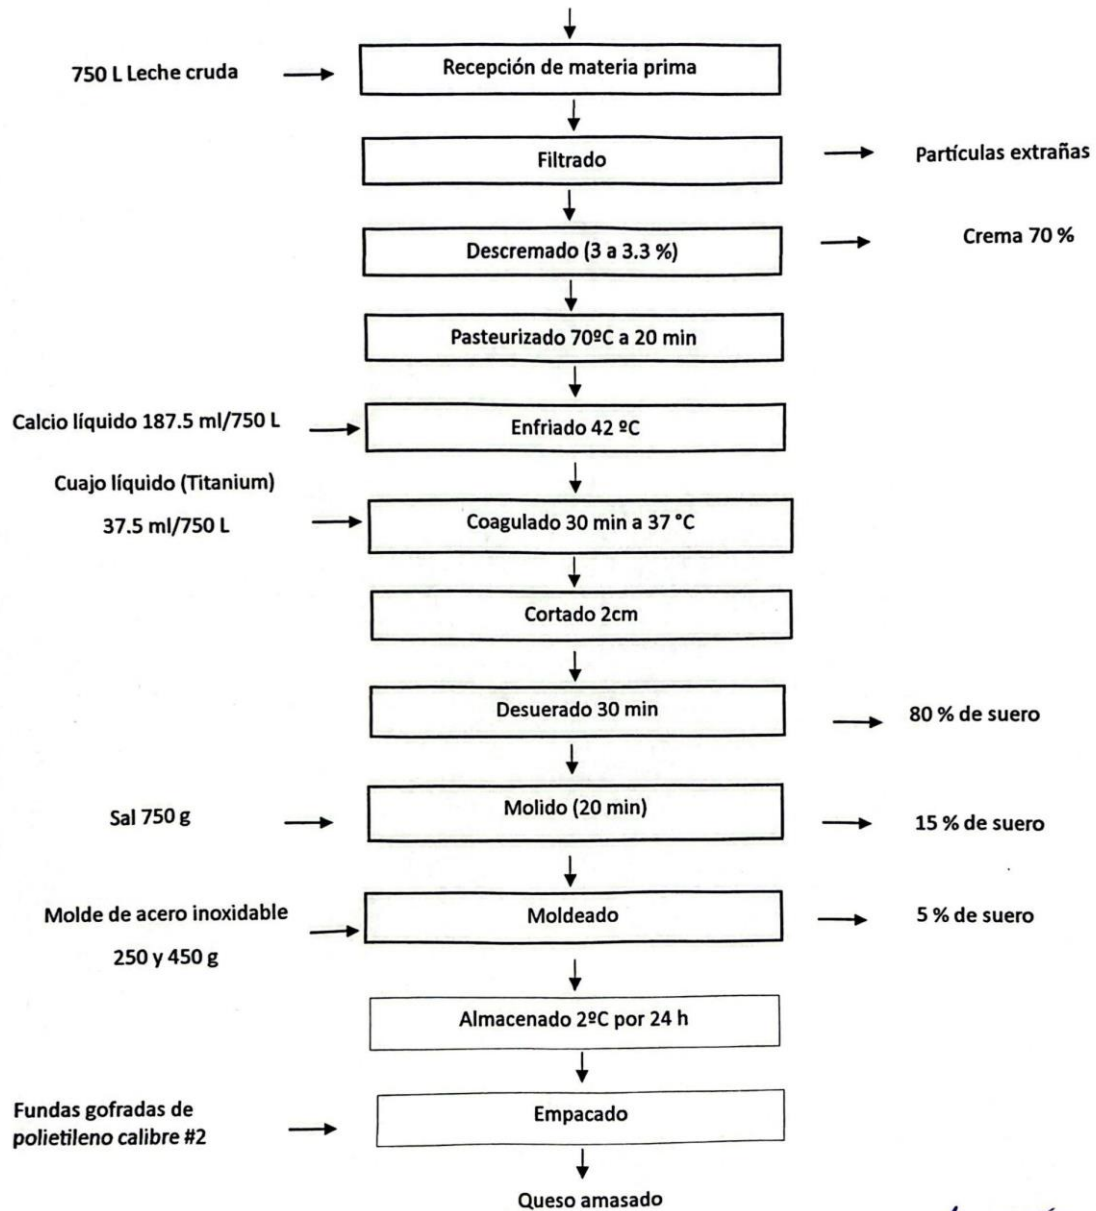 750 L Leche cruda
Recepción de materia prima
Filtrado
Partículas extrañas
Descremado (3 a 3.3 %)
Crema 70 %
Pasteurizado 70ºC a 20 min
Calcio líquido 187.5 ml/750 L
Enfriado 42 ºC
Cuajo líquido (Titanium)
37.5 ml/750 L
Coagulado 30 min a 37 °C
Cortado 2cm
Desuerado 30 min
80 % de suero
Sal 750 g
Molido (20 min)
15 % de suero
Molde de acero inoxidable
250 y 450 g
Moldeado
5 % de suero
Almacenado 2ºC por 24 h
Fundas gofradas de
polietileno calibre #2
Empacado
Queso amasado